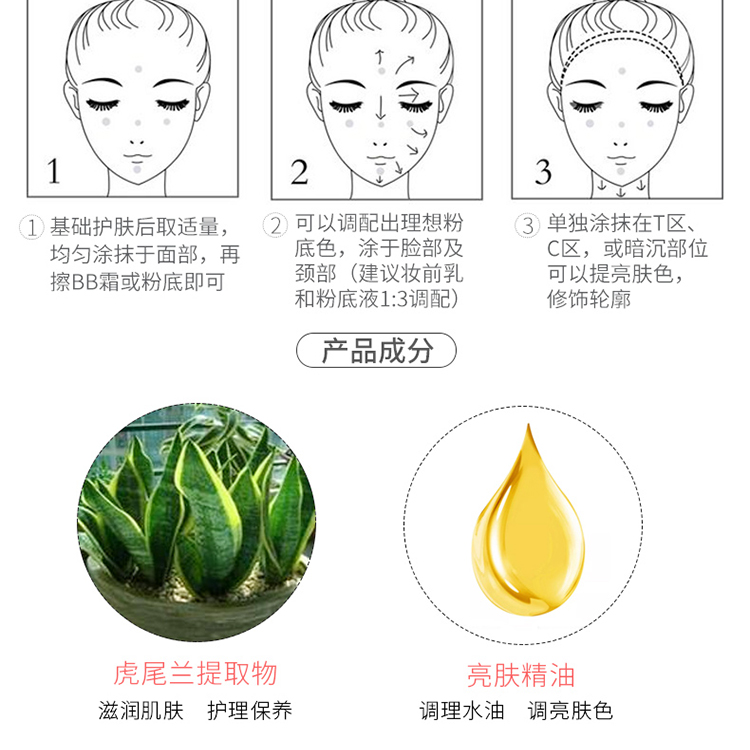 1
2
3
① 基础护肤后取适量，
均匀涂抹于面部，再
擦BB霜或粉底即可
② 可以调配出理想粉
底色，涂于脸部及
颈部（建议妆前乳
和粉底液1:3调配）
③ 单独涂抹在T区、
C区，或暗沉部位
可以提亮肤色，
修饰轮廓
产品成分
虎尾兰提取物
滋润肌肤 护理保养
亮肤精油
调理水油 调亮肤色